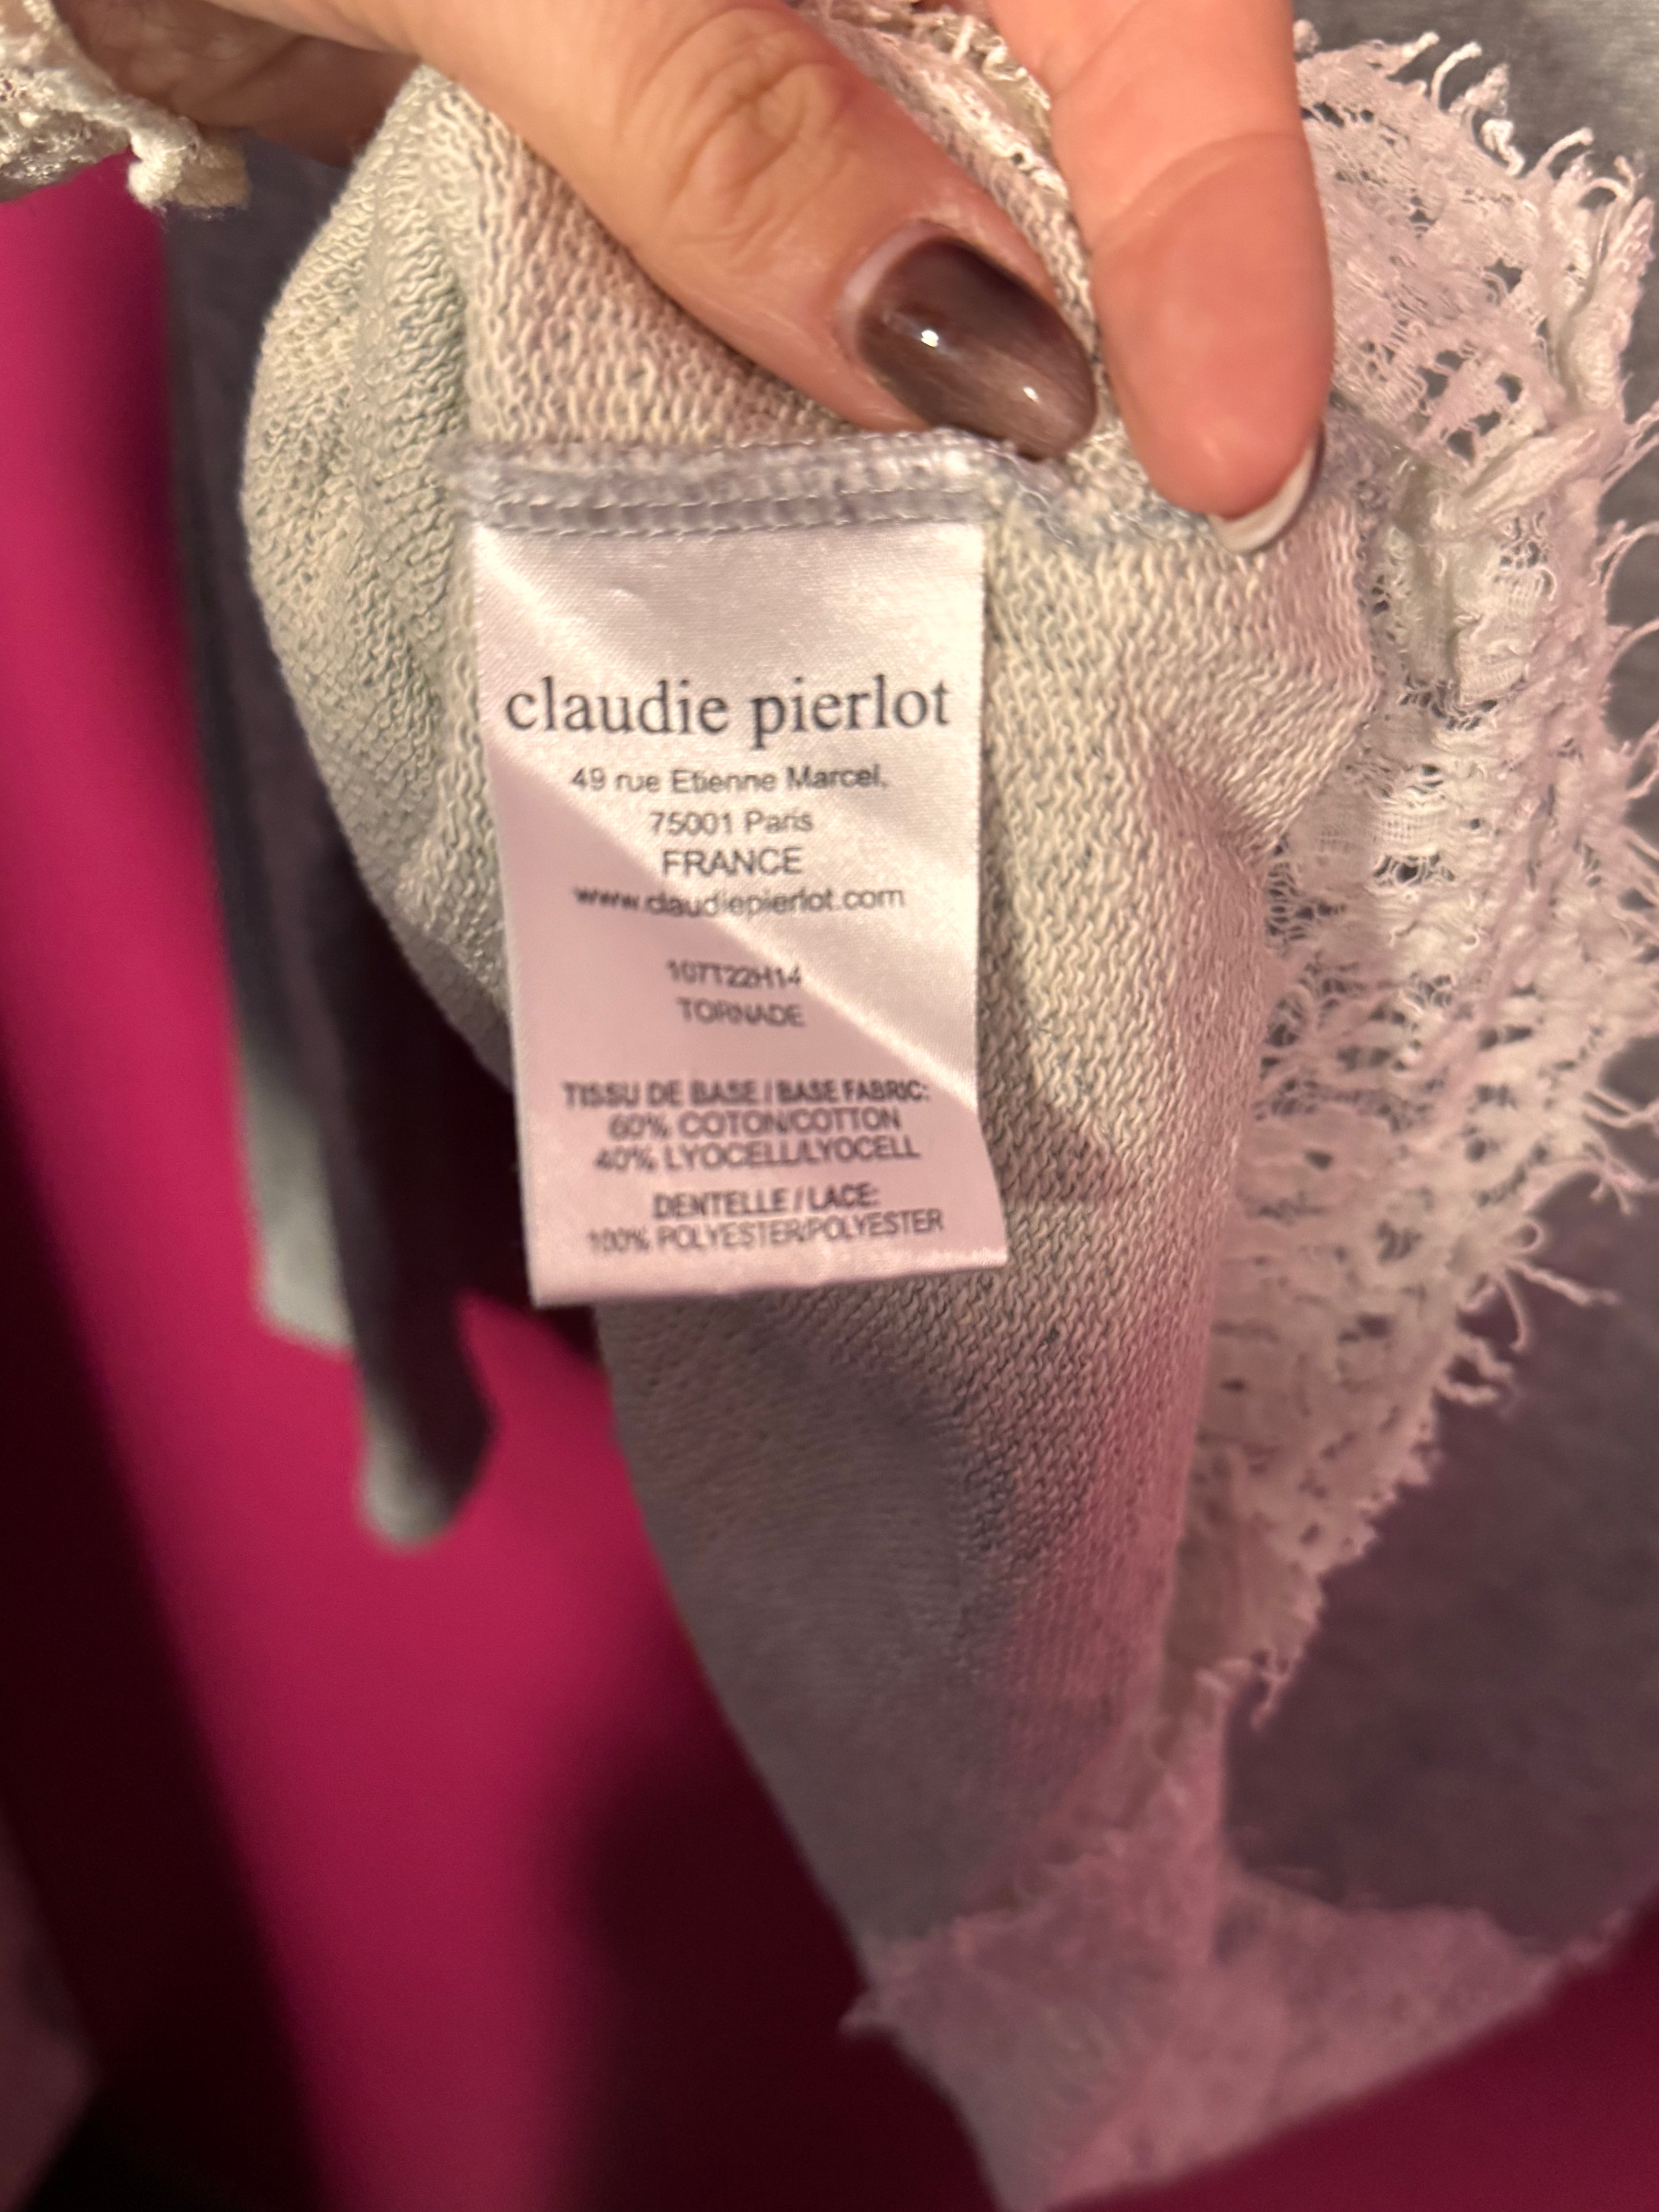 claudie pierlot
49 rue Etienne Marcel,
75001 Paris
FRANCE
www.claudiepierlot.com
107T22H14
TORNADE
TISSU DE BASE / BASE FABRIC:
60% COTON/COTTON
40% LYOCELL/LYOCELL
DENTELLE / LACE:
100% POLYESTER/POLYESTER